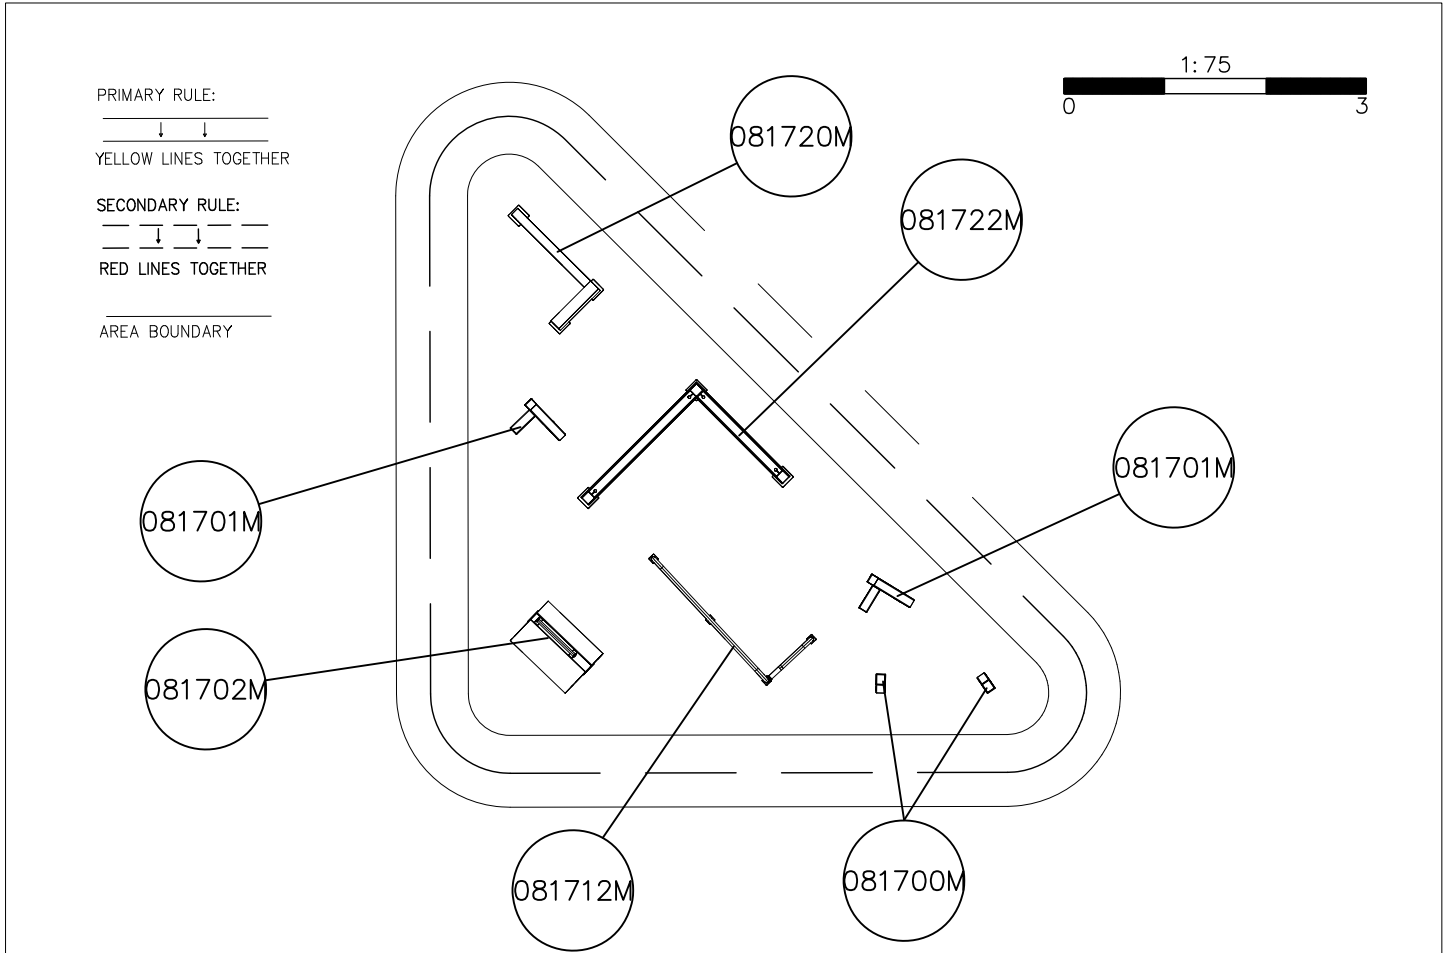 PRIMARY RULE:
YELLOW LINES TOGETHER
SECONDARY RULE:
RED LINES TOGETHER
AREA BOUNDARY
1:75
0 3
081720M
081722M
081701M
081701M
081702M
081712M
081700M